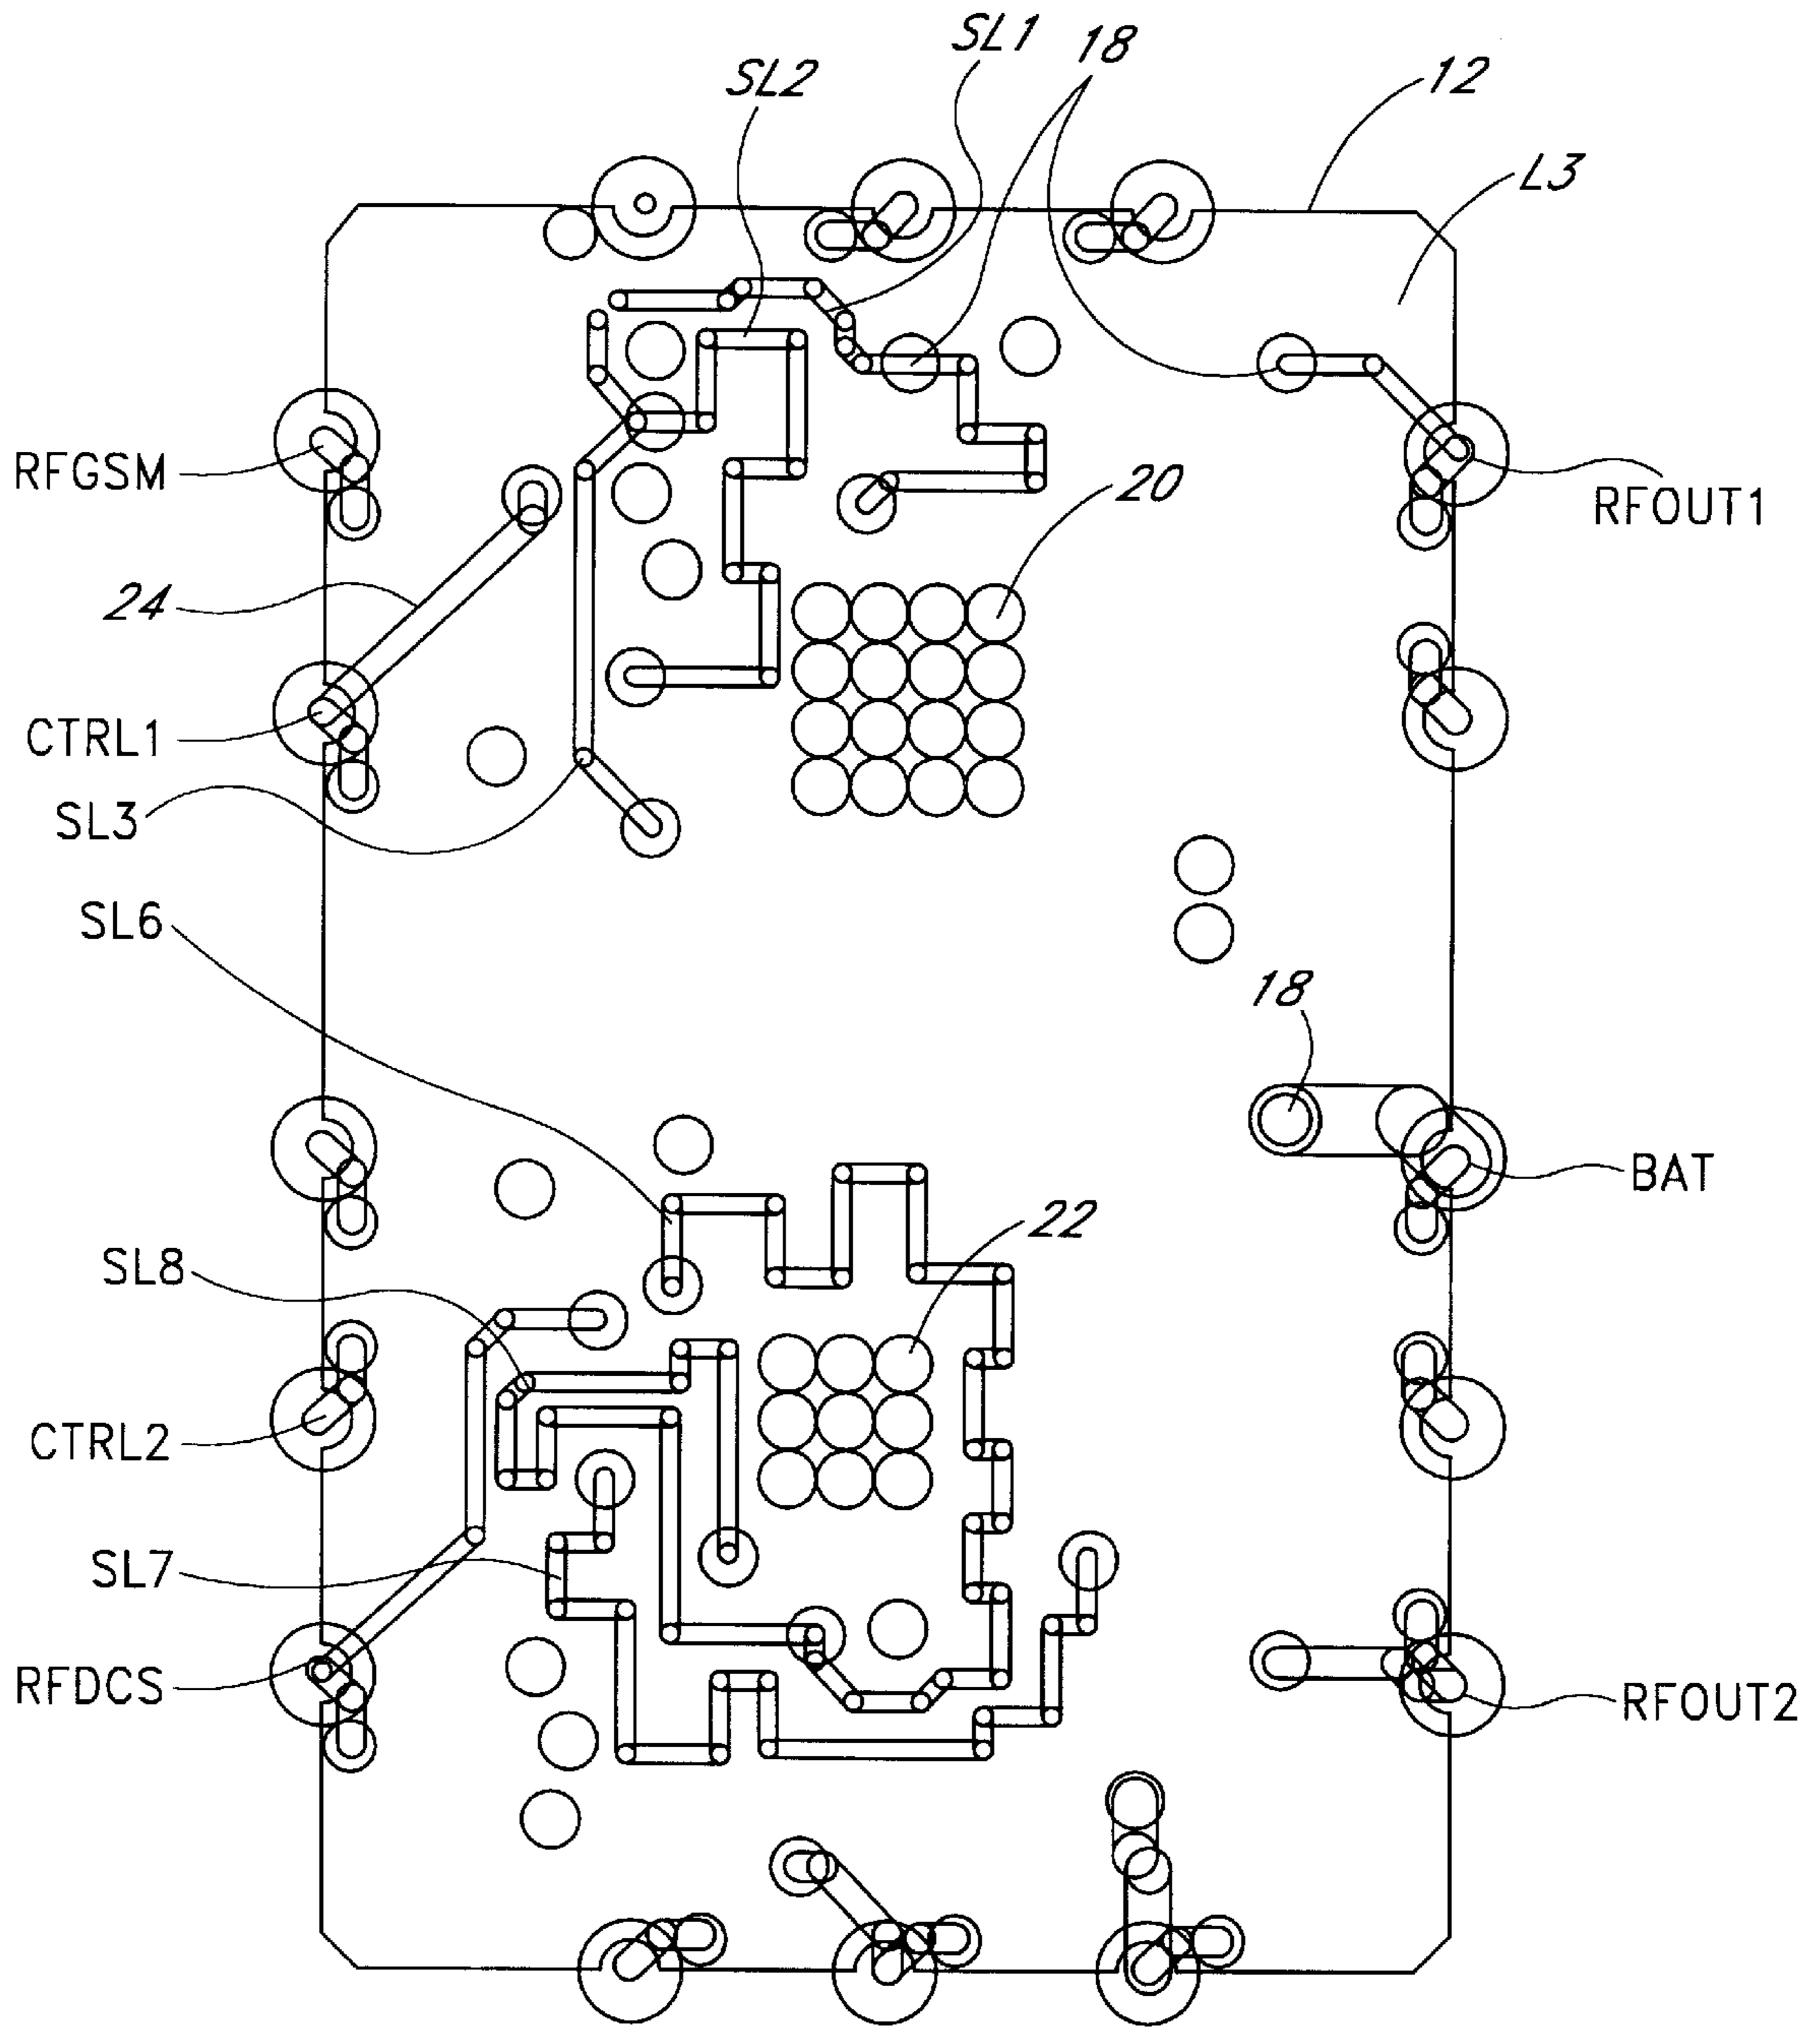 SL1
18
SL2
12
L3
RFGSM
20
RFOUT1
24
CTRL1
SL3
SL6
18
BAT
22
SL8
CTRL2
SL7
RFDCS
RFOUT2